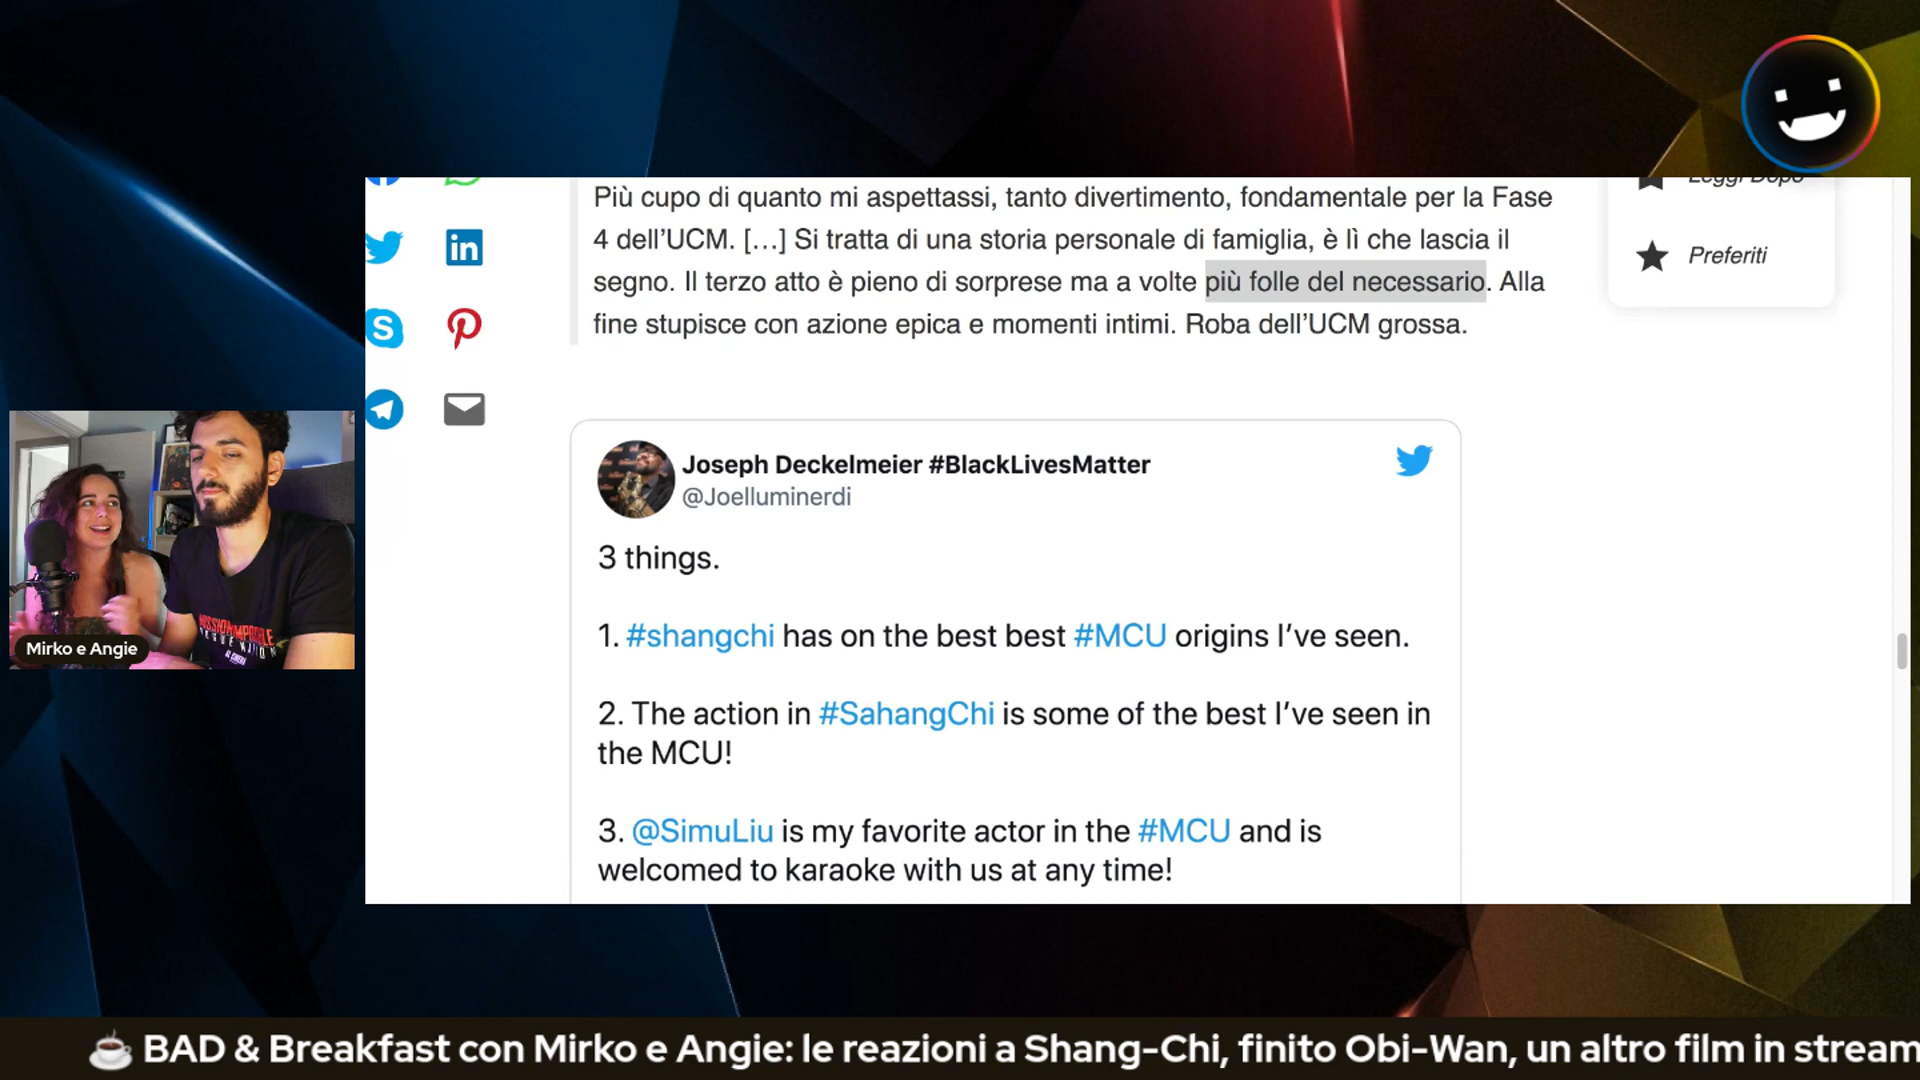 Leggi Dopo
Più cupo di quanto mi aspettassi, tanto divertimento, fondamentale per la Fase
4 dell’UCM. [...] Si tratta di una storia personale di famiglia, è lì che lascia il
segno. Il terzo atto è pieno di sorprese ma a volte più folle del necessario. Alla
fine stupisce con azione epica e momenti intimi. Roba dell’UCM grossa.
Preferiti
Joseph Deckelmeier #BlackLivesMatter
@Joelluminerdi
3 things.
1. #shangchi has on the best best #MCU origins I’ve seen.
2. The action in #SahangChi is some of the best I’ve seen in
the MCU!
3. @SimuLiu is my favorite actor in the #MCU and is
welcomed to karaoke with us at any time!
MISSION IMPOSSIBLE
Mirko e Angie
BAD & Breakfast con Mirko e Angie: le reazioni a Shang-Chi, finito Obi-Wan, un altro film in stream